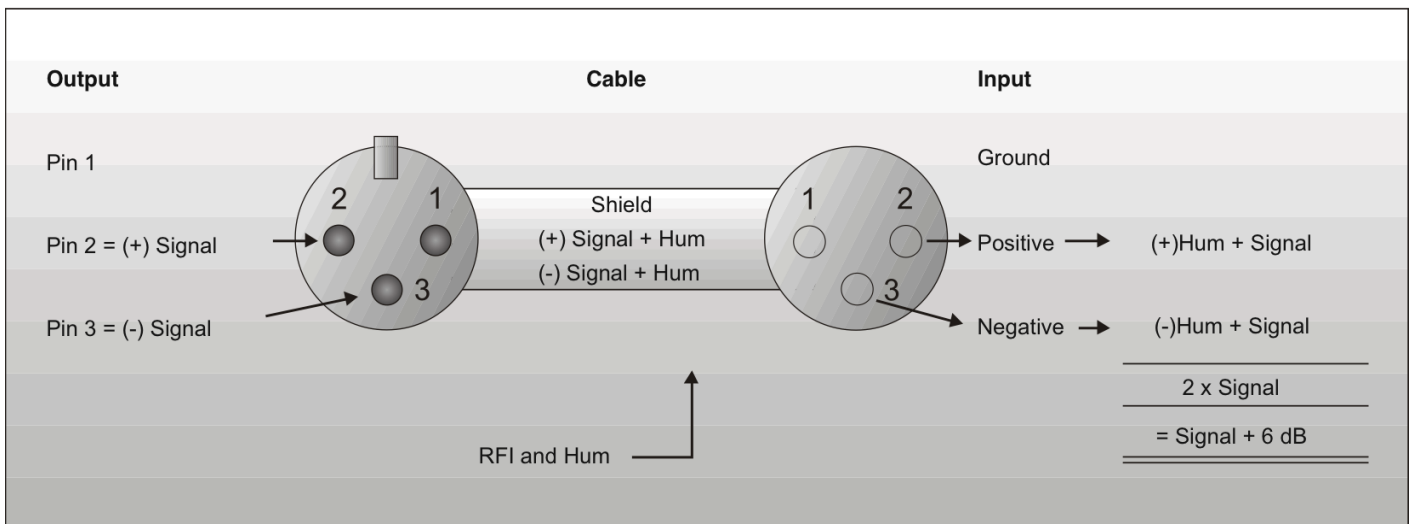 Output
Cable
Input
Pin 1
Ground
2 1
Shield
1 2
Pin 2 = (+) Signal
(+) Signal + Hum
Positive
(+)Hum + Signal
(-) Signal + Hum
3
3
Pin 3 = (-) Signal
Negative
(-)Hum + Signal
2 x Signal
= Signal + 6 dB
RFI and Hum